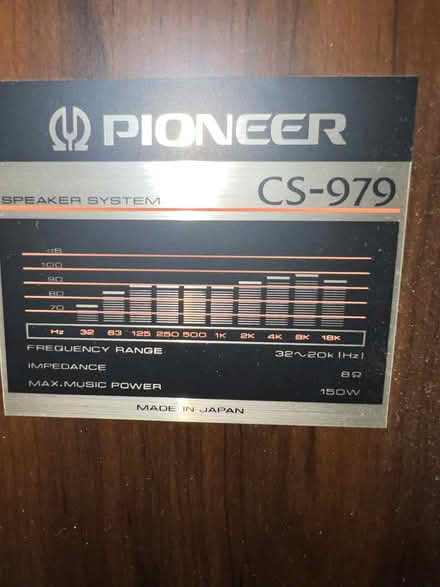 PIONEER
SPEAKER SYSTEM CS-979
dB
100
90
80
70
Hz 32 63 125 250 500 1K 2K 4K 8K 16K
FREQUENCY RANGE 32~20k(Hz)
IMPEDANCE 8Ω
MAX.MUSIC POWER 150W
MADE IN JAPAN